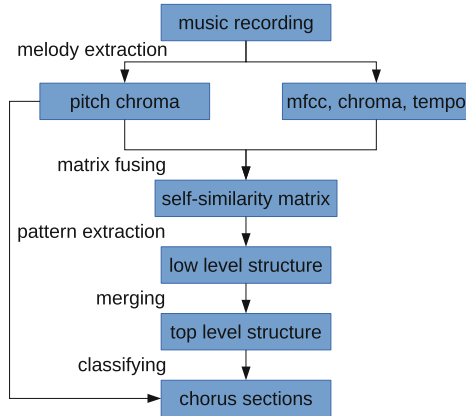 music recording
melody extraction
pitch chroma
mfcc, chroma, tempo
matrix fusing
self-similarity matrix
pattern extraction
low level structure
merging
top level structure
classifying
chorus sections